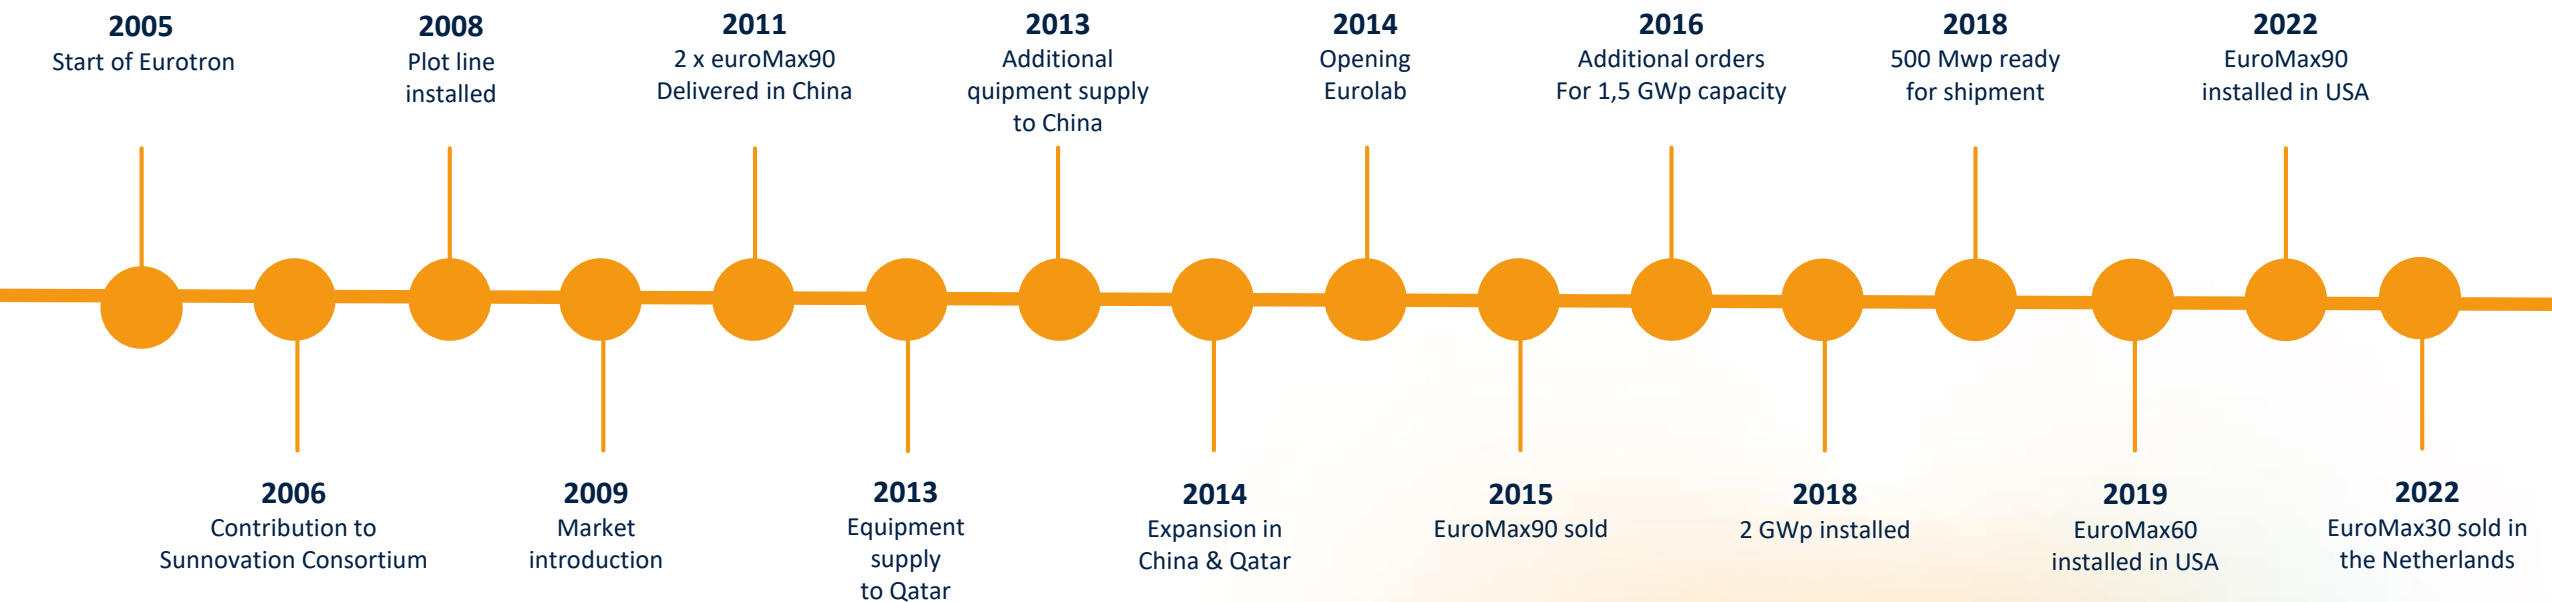 2005
Start of Eurotron
2006
Contribution to
Sunnovation Consortium
2008
Plot line
installed
2009
Market
introduction
2011
2 x euroMax90
Delivered in China
2013
Equipment
supply
to Qatar
2013
Additional
quipment supply
to China
2014
Expansion in
China & Qatar
2014
Opening
Eurolab
2015
EuroMax90 sold
2016
Additional orders
For 1,5 GWp capacity
2018
2 GWp installed
2018
500 Mwp ready
for shipment
2019
EuroMax60
installed in USA
2022
EuroMax90
installed in USA
2022
EuroMax30 sold in
the Netherlands